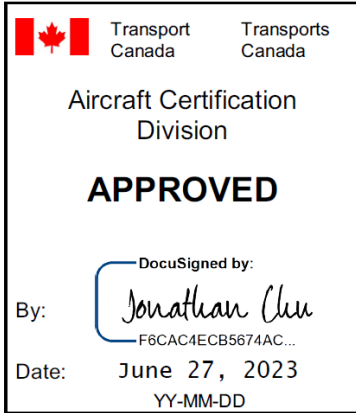 Transport Transports
Canada Canada
Aircraft Certification
Division
APPROVED
DocuSigned by:
By: Jonathan Chu
F6CAC4ECB5674AC...
Date: June 27, 2023
YY-MM-DD